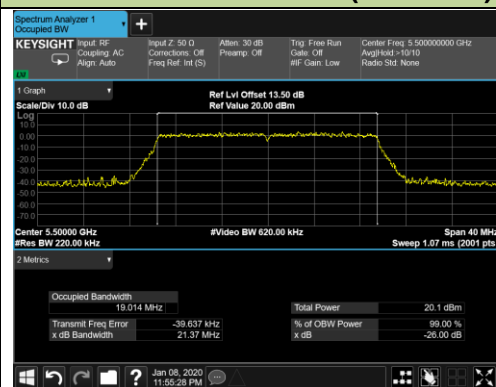 Spectrum Analyzer 1
Occupied BW
KEYSIGHT Input: RF Input Z: 50 Ω Atten: 30 dB Trig: Free Run Center Freq: 5.500000000 GHz
Coupling: AC Corrections: Off Preamp: Off Gate: Off Avg|Hold:>10/10
Align: Auto Freq Ref: Int (S) #IF Gain: Low Radio Std: None
1 Graph
Ref Lvl Offset 13.50 dB
Scale/Div 10.0 dB Ref Value 20.00 dBm
Log
10.0
0.00
-10.0
-20.0
-30.0
-40.0
-50.0
-60.0
-70.0
Center 5.50000 GHz #Video BW 620.00 kHz Span 40 MHz
#Res BW 220.00 kHz Sweep 1.07 ms (2001 pts
2 Metrics
Occupied Bandwidth
19.014 MHz Total Power 20.1 dBm
Transmit Freq Error -39.637 kHz % of OBW Power 99.00 %
x dB Bandwidth 21.37 MHz x dB -26.00 dB
Jan 08, 2020
11:55:28 PM